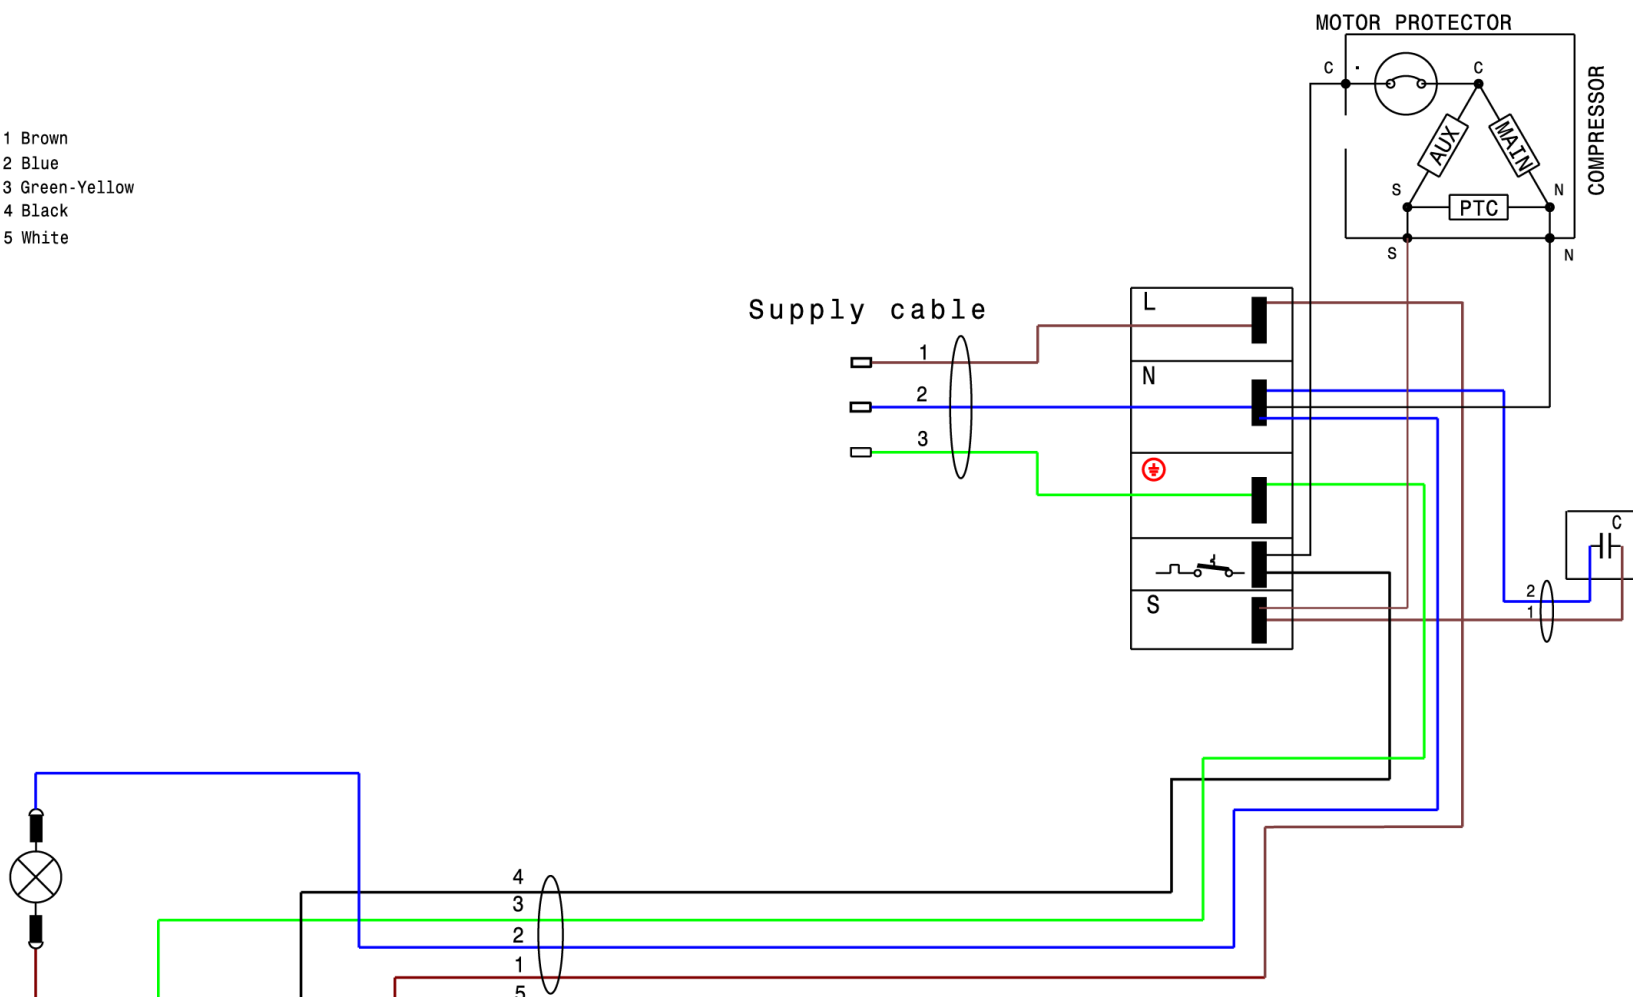 MOTOR PROTECTOR
C
C
COMPRESSOR
AUX
MAIN
1 Brown
2 Blue
3 Green-Yellow
4 Black
5 White
S
N
PTC
S
N
Supply cable
L
1
N
2
3
C
S
2
1
4
3
2
1
5